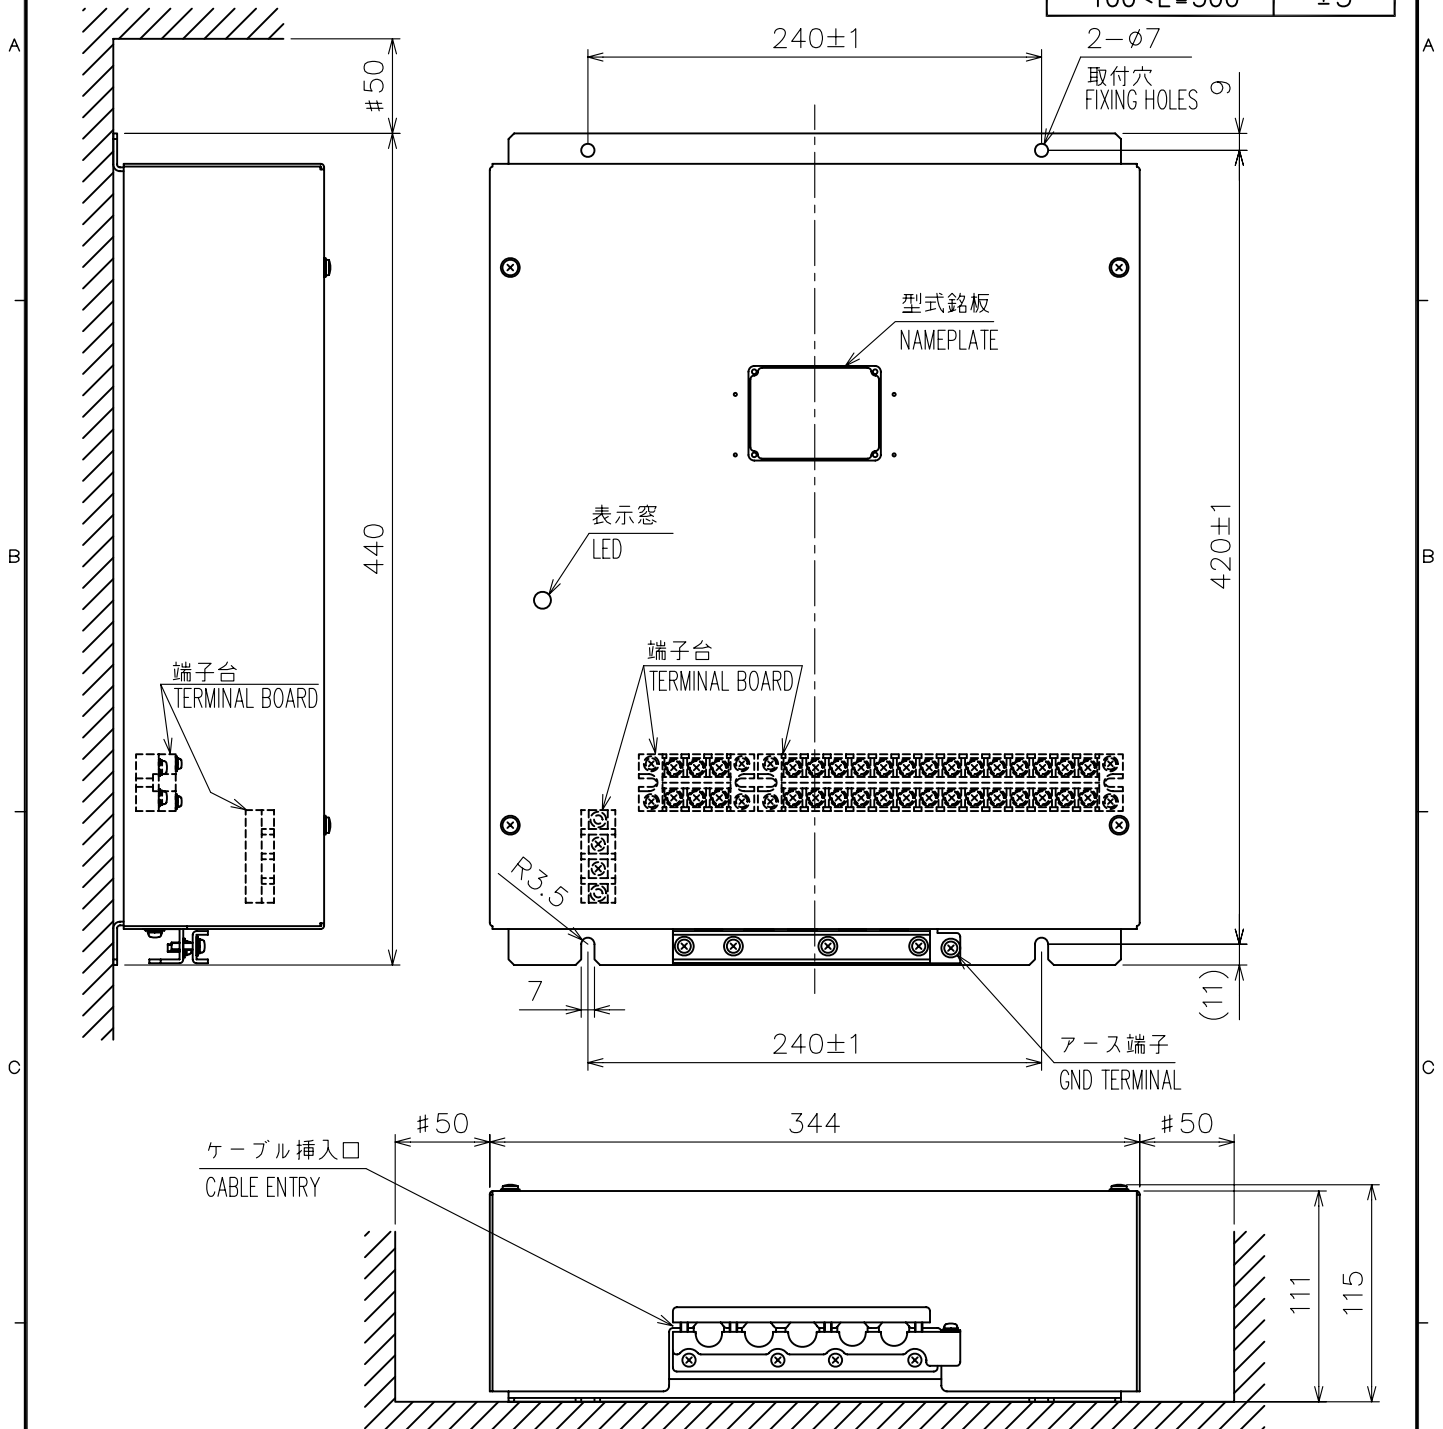 A
240±1
2-φ7
取付穴
FIXING HOLES
9
A
#50
型式銘板
NAMEPLATE
440
表示窓
LED
420±1
B
B
端子台
TERMINAL BOARD
端子台
TERMINAL BOARD
R3.5
7
(11)
240±1
アース端子
GND TERMINAL
C
C
#50
344
#50
ケーブル挿入口
CABLE ENTRY
111
115